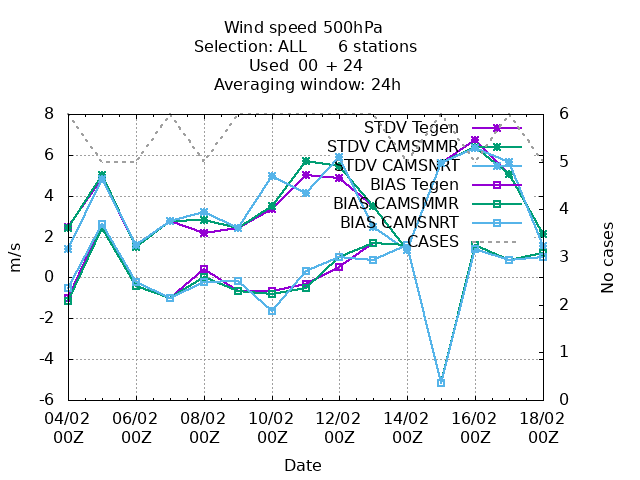 Wind speed 500hPa
Selection: ALL 6 stations
Used 00 + 24
Averaging window: 24h
8
6
4
2
0
-2
-4
-6
m/s
6
5
4
3
2
1
0
No cases
STDV Tegen
STDV CAMSMMR
STDV CAMSNRT
BIAS Tegen
BIAS CAMSMMR
BIAS CAMSNRT
CASES
04/02 06/02 08/02 10/02 12/02 14/02 16/02 18/02
00Z 00Z 00Z 00Z 00Z 00Z 00Z 00Z
Date